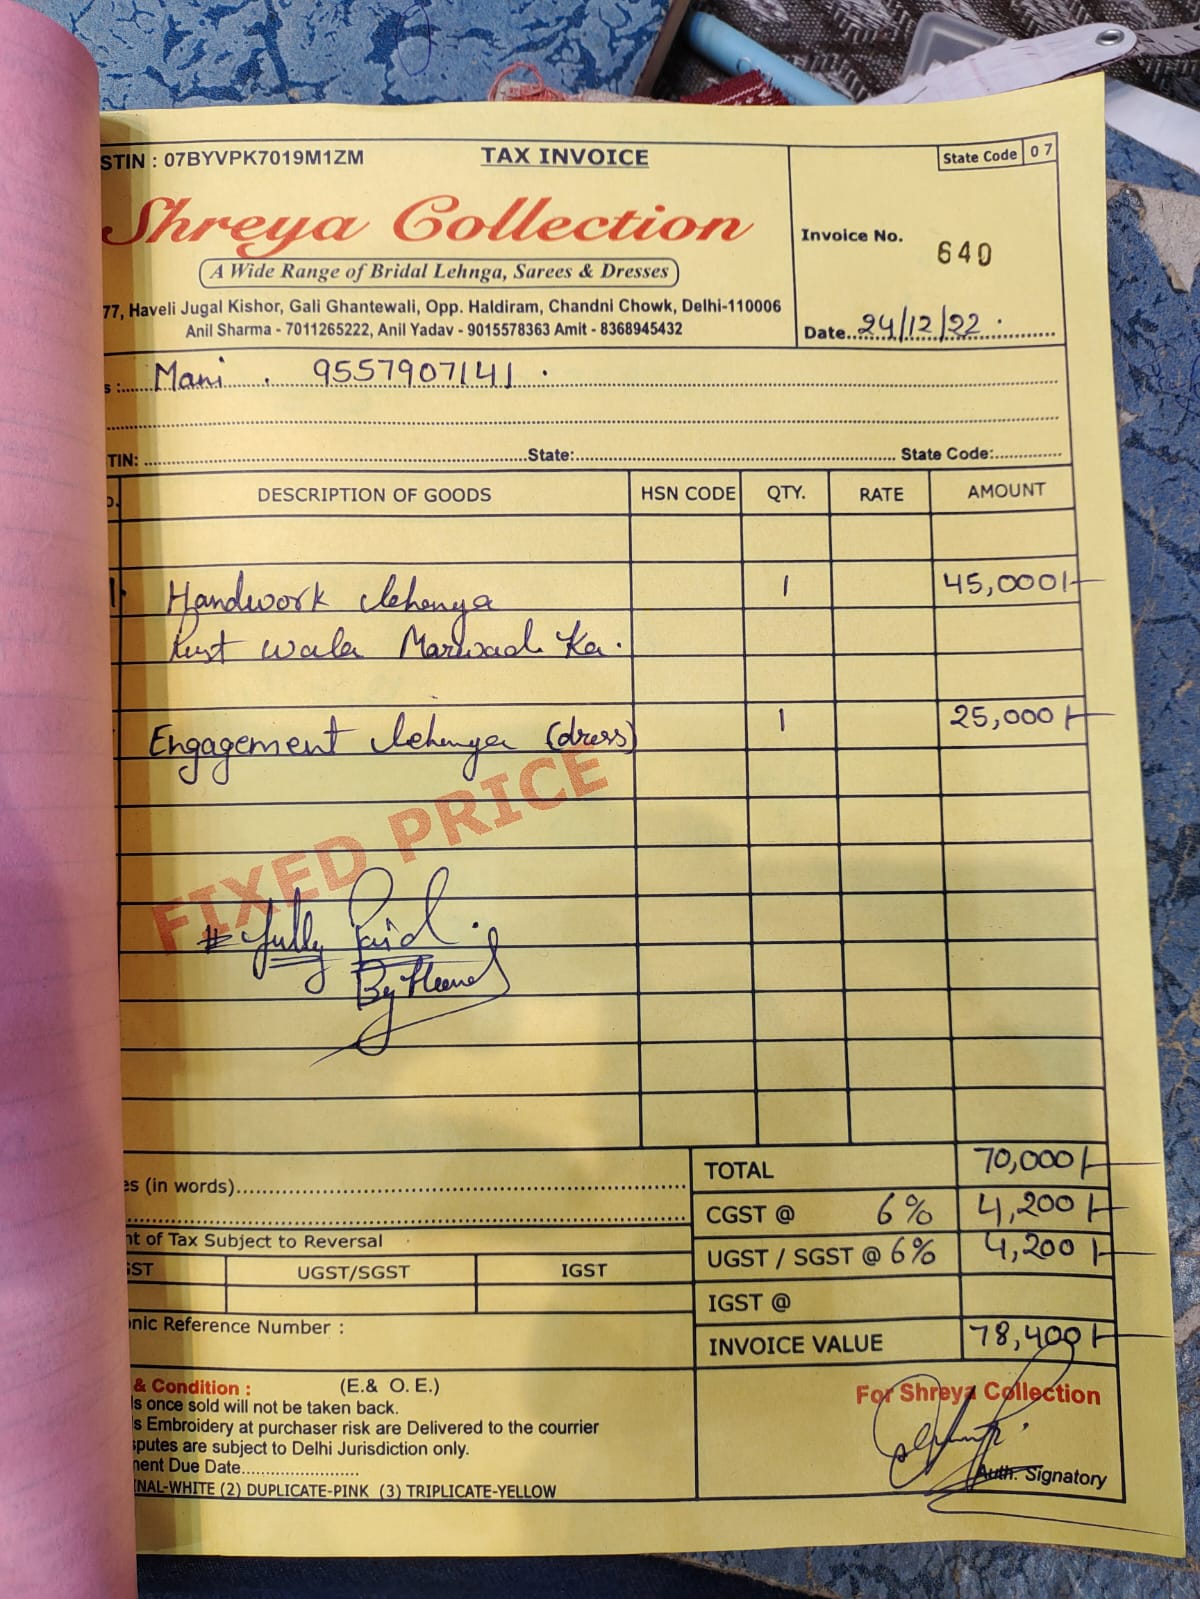 STIN : 07BYVPK7019M1ZM
TAX INVOICE
State Code 0 7
Shreya Collection
A Wide Range of Bridal Lehnga, Sarees & Dresses
77, Haveli Jugal Kishor, Gali Ghantewali, Opp. Haldiram, Chandni Chowk, Delhi-110006
Anil Sharma - 7011265222, Anil Yadav - 9015578363 Amit - 8368945432
Invoice No. 640
Date..24/12/22
s : Mani . 9557907141 .
TIN: State: State Code:
o. DESCRIPTION OF GOODS HSN CODE QTY. RATE AMOUNT
1. Handwork lehenga 1 45,000/-
wala Ka.
Engagement lehenga (dress) 1 25,000/-
FIXED PRICE
# fully Paid.
By
TOTAL 70,000/-
es (in words)
CGST @ 6% 4,200/-
nt of Tax Subject to Reversal
UGST / SGST @ 6% 4,200/-
GST UGST/SGST IGST
IGST @
onic Reference Number :
INVOICE VALUE 78,400/-
& Condition : (E.& O.E.)
s once sold will not be taken back.
s Embroidery at purchaser risk are Delivered to the courrier
sputes are subject to Delhi Jurisdiction only.
ment Due Date
NAL-WHITE (2) DUPLICATE-PINK (3) TRIPLICATE-YELLOW
For Shreya Collection
Auth. Signatory